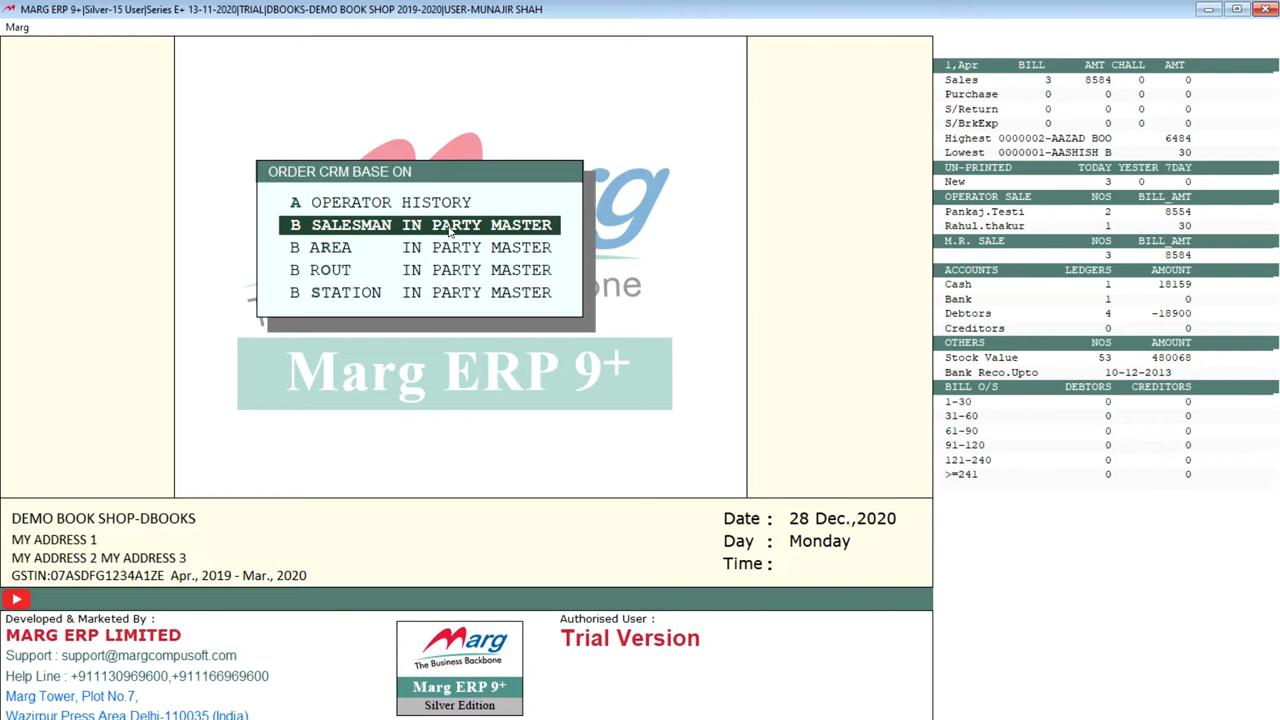 MARG ERP 9+|Silver-15 User|Series E+ 13-11-2020|TRIAL|DBOOKS-DEMO BOOK SHOP 2019-2020|USER-MUNAJIR SHAH
Marg
ORDER CRM BASE ON
A OPERATOR HISTORY
B SALESMAN IN PARTY MASTER
B AREA IN PARTY MASTER
B ROUT IN PARTY MASTER
B STATION IN PARTY MASTER
one
Marg ERP 9+
1,Apr BILL AMT CHALL AMT
Sales 3 8584 0 0
Purchase 0 0 0 0
S/Return 0 0 0 0
S/BrkExp 0 0 0 0
Highest 0000002-AAZAD BOO 6484
Lowest 0000001-AASHISH B 30
UN-PRINTED TODAY YESTER 7DAY
New 3 0 0
OPERATOR SALE NOS BILL_AMT
Pankaj.Testi 2 8554
Rahul.thakur 1 30
M.R. SALE NOS BILL_AMT
3 8584
ACCOUNTS LEDGERS AMOUNT
Cash 1 18159
Bank 1 0
Debtors 4 -18900
Creditors 0 0
OTHERS NOS AMOUNT
Stock Value 53 480068
Bank Reco.Upto 10-12-2013
BILL O/S DEBTORS CREDITORS
1-30 0 0
31-60 0 0
61-90 0 0
91-120 0 0
121-240 0 0
>=241 0 0
DEMO BOOK SHOP-DBOOKS
MY ADDRESS 1
MY ADDRESS 2 MY ADDRESS 3
GSTIN:07ASDFG1234A1ZE Apr., 2019 - Mar., 2020
Date : 28 Dec.,2020
Day : Monday
Time :
Developed & Marketed By :
MARG ERP LIMITED
Support : support@margcompusoft.com
Help Line : +911130969600,+911166969600
Marg Tower, Plot No.7,
Wazirpur Press Area Delhi-110035 (India)
Marg
The Business Backbone
Marg ERP 9+
Silver Edition
Authorised User :
Trial Version